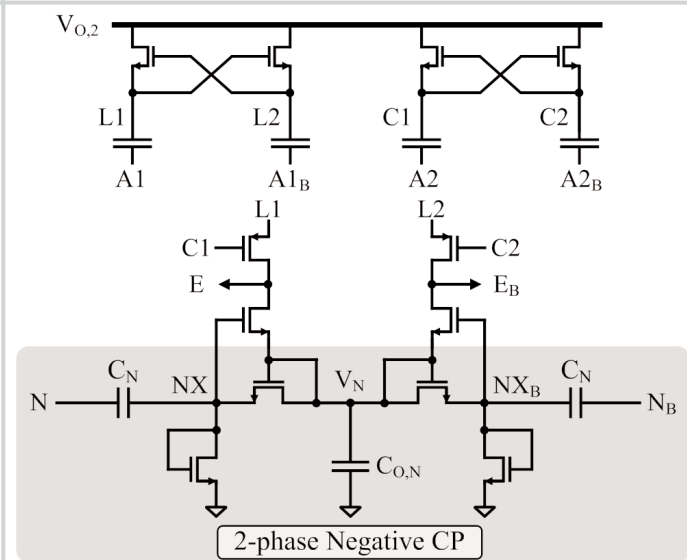 V_O,2
L1 L2 C1 C2
A1 A1_B A2 A2_B
L1 L2
C1 C2
E E_B
C_N NX V_N NX_B C_N
N N_B
C_O,N
2-phase Negative CP